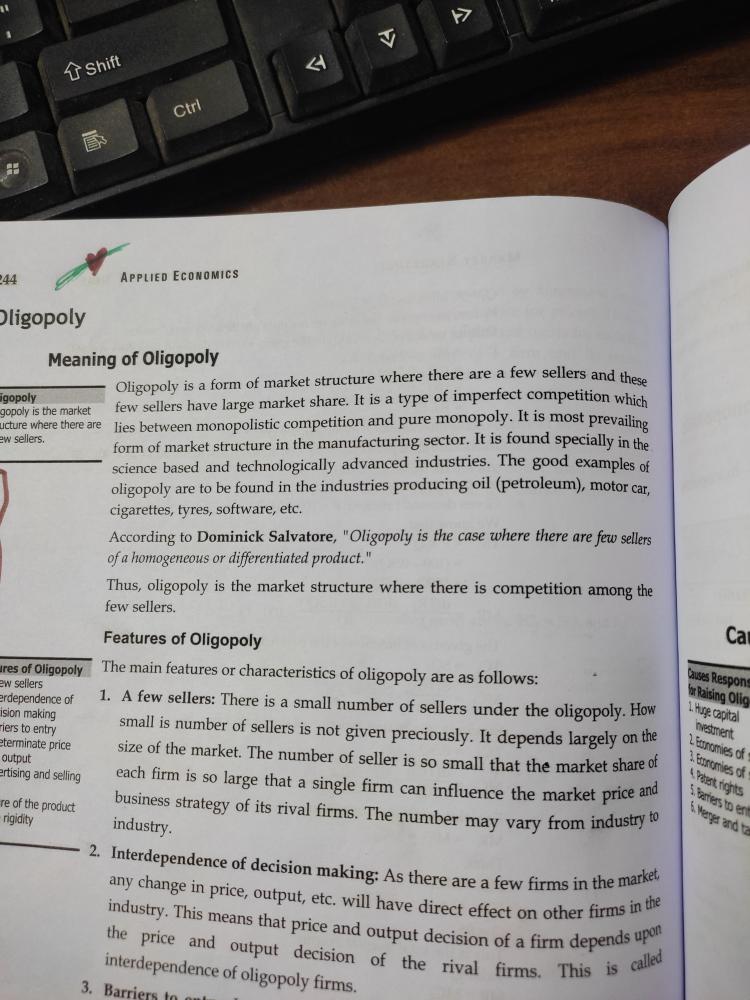 Shift
Ctrl
244
APPLIED ECONOMICS
Oligopoly
Meaning of Oligopoly
Oligopoly is a form of market structure where there are a few sellers and these
few sellers have large market share. It is a type of imperfect competition which
lies between monopolistic competition and pure monopoly. It is most prevailing
form of market structure in the manufacturing sector. It is found specially in the
science based and technologically advanced industries. The good examples of
oligopoly are to be found in the industries producing oil (petroleum), motor car,
cigarettes, tyres, software, etc.
According to Dominick Salvatore, "Oligopoly is the case where there are few sellers
of a homogeneous or differentiated product."
Thus, oligopoly is the market structure where there is competition among the
few sellers.
Features of Oligopoly
The main features or characteristics of oligopoly are as follows:
1. A few sellers: There is a small number of sellers under the oligopoly. How
small is number of sellers is not given preciously. It depends largely on the
size of the market. The number of seller is so small that the market share of
each firm is so large that a single firm can influence the market price and
business strategy of its rival firms. The number may vary from industry to
industry.
2. Interdependence of decision making: As there are a few firms in the market,
any change in price, output, etc. will have direct effect on other firms in the
industry. This means that price and output decision of a firm depends upon
the price and output decision of the rival firms. This is called
interdependence of oligopoly firms.
3. Barriers to
igopoly
gopoly is the market
ucture where there are
ew sellers.
ures of Oligopoly
ew sellers
erdependence of
ision making
riers to entry
eterminate price
output
ertising and selling
re of the product
rigidity
Cau
Causes Respons
for Raising Olig
1. Huge capital
investment
2. Economies of
3. Economies of
4. Patent rights
5. Barriers to ent
6. Merger and ta